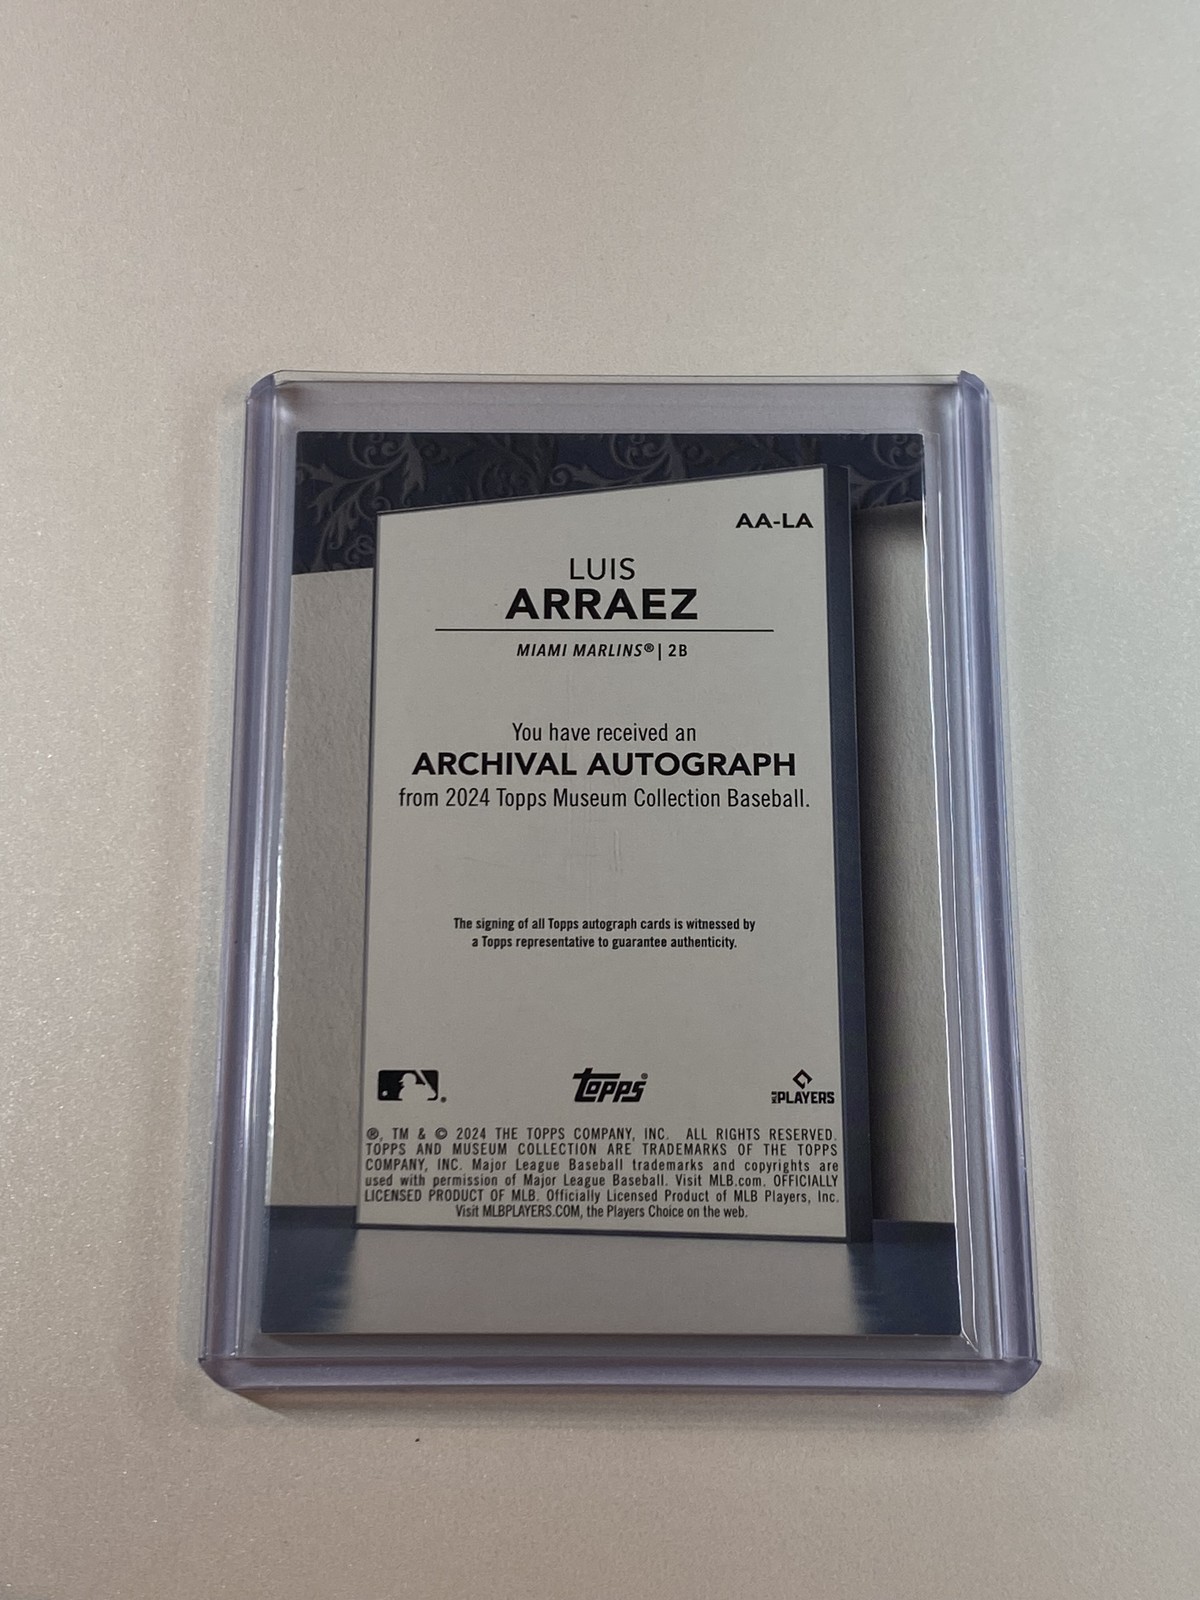 AA-LA
LUIS
ARRAEZ
MIAMI MARLINS® | 2B
You have received an
ARCHIVAL AUTOGRAPH
from 2024 Topps Museum Collection Baseball.
The signing of all Topps autograph cards is witnessed by
a Topps representative to guarantee authenticity.
topps® MLB PLAYERS
®, TM & © 2024 THE TOPPS COMPANY, INC. ALL RIGHTS RESERVED.
TOPPS AND MUSEUM COLLECTION ARE TRADEMARKS OF THE TOPPS
COMPANY, INC. Major League Baseball trademarks and copyrights are
used with permission of Major League Baseball. Visit MLB.com. OFFICIALLY
LICENSED PRODUCT OF MLB. Officially Licensed Product of MLB Players, Inc.
Visit MLBPLAYERS.COM, the Players Choice on the web.